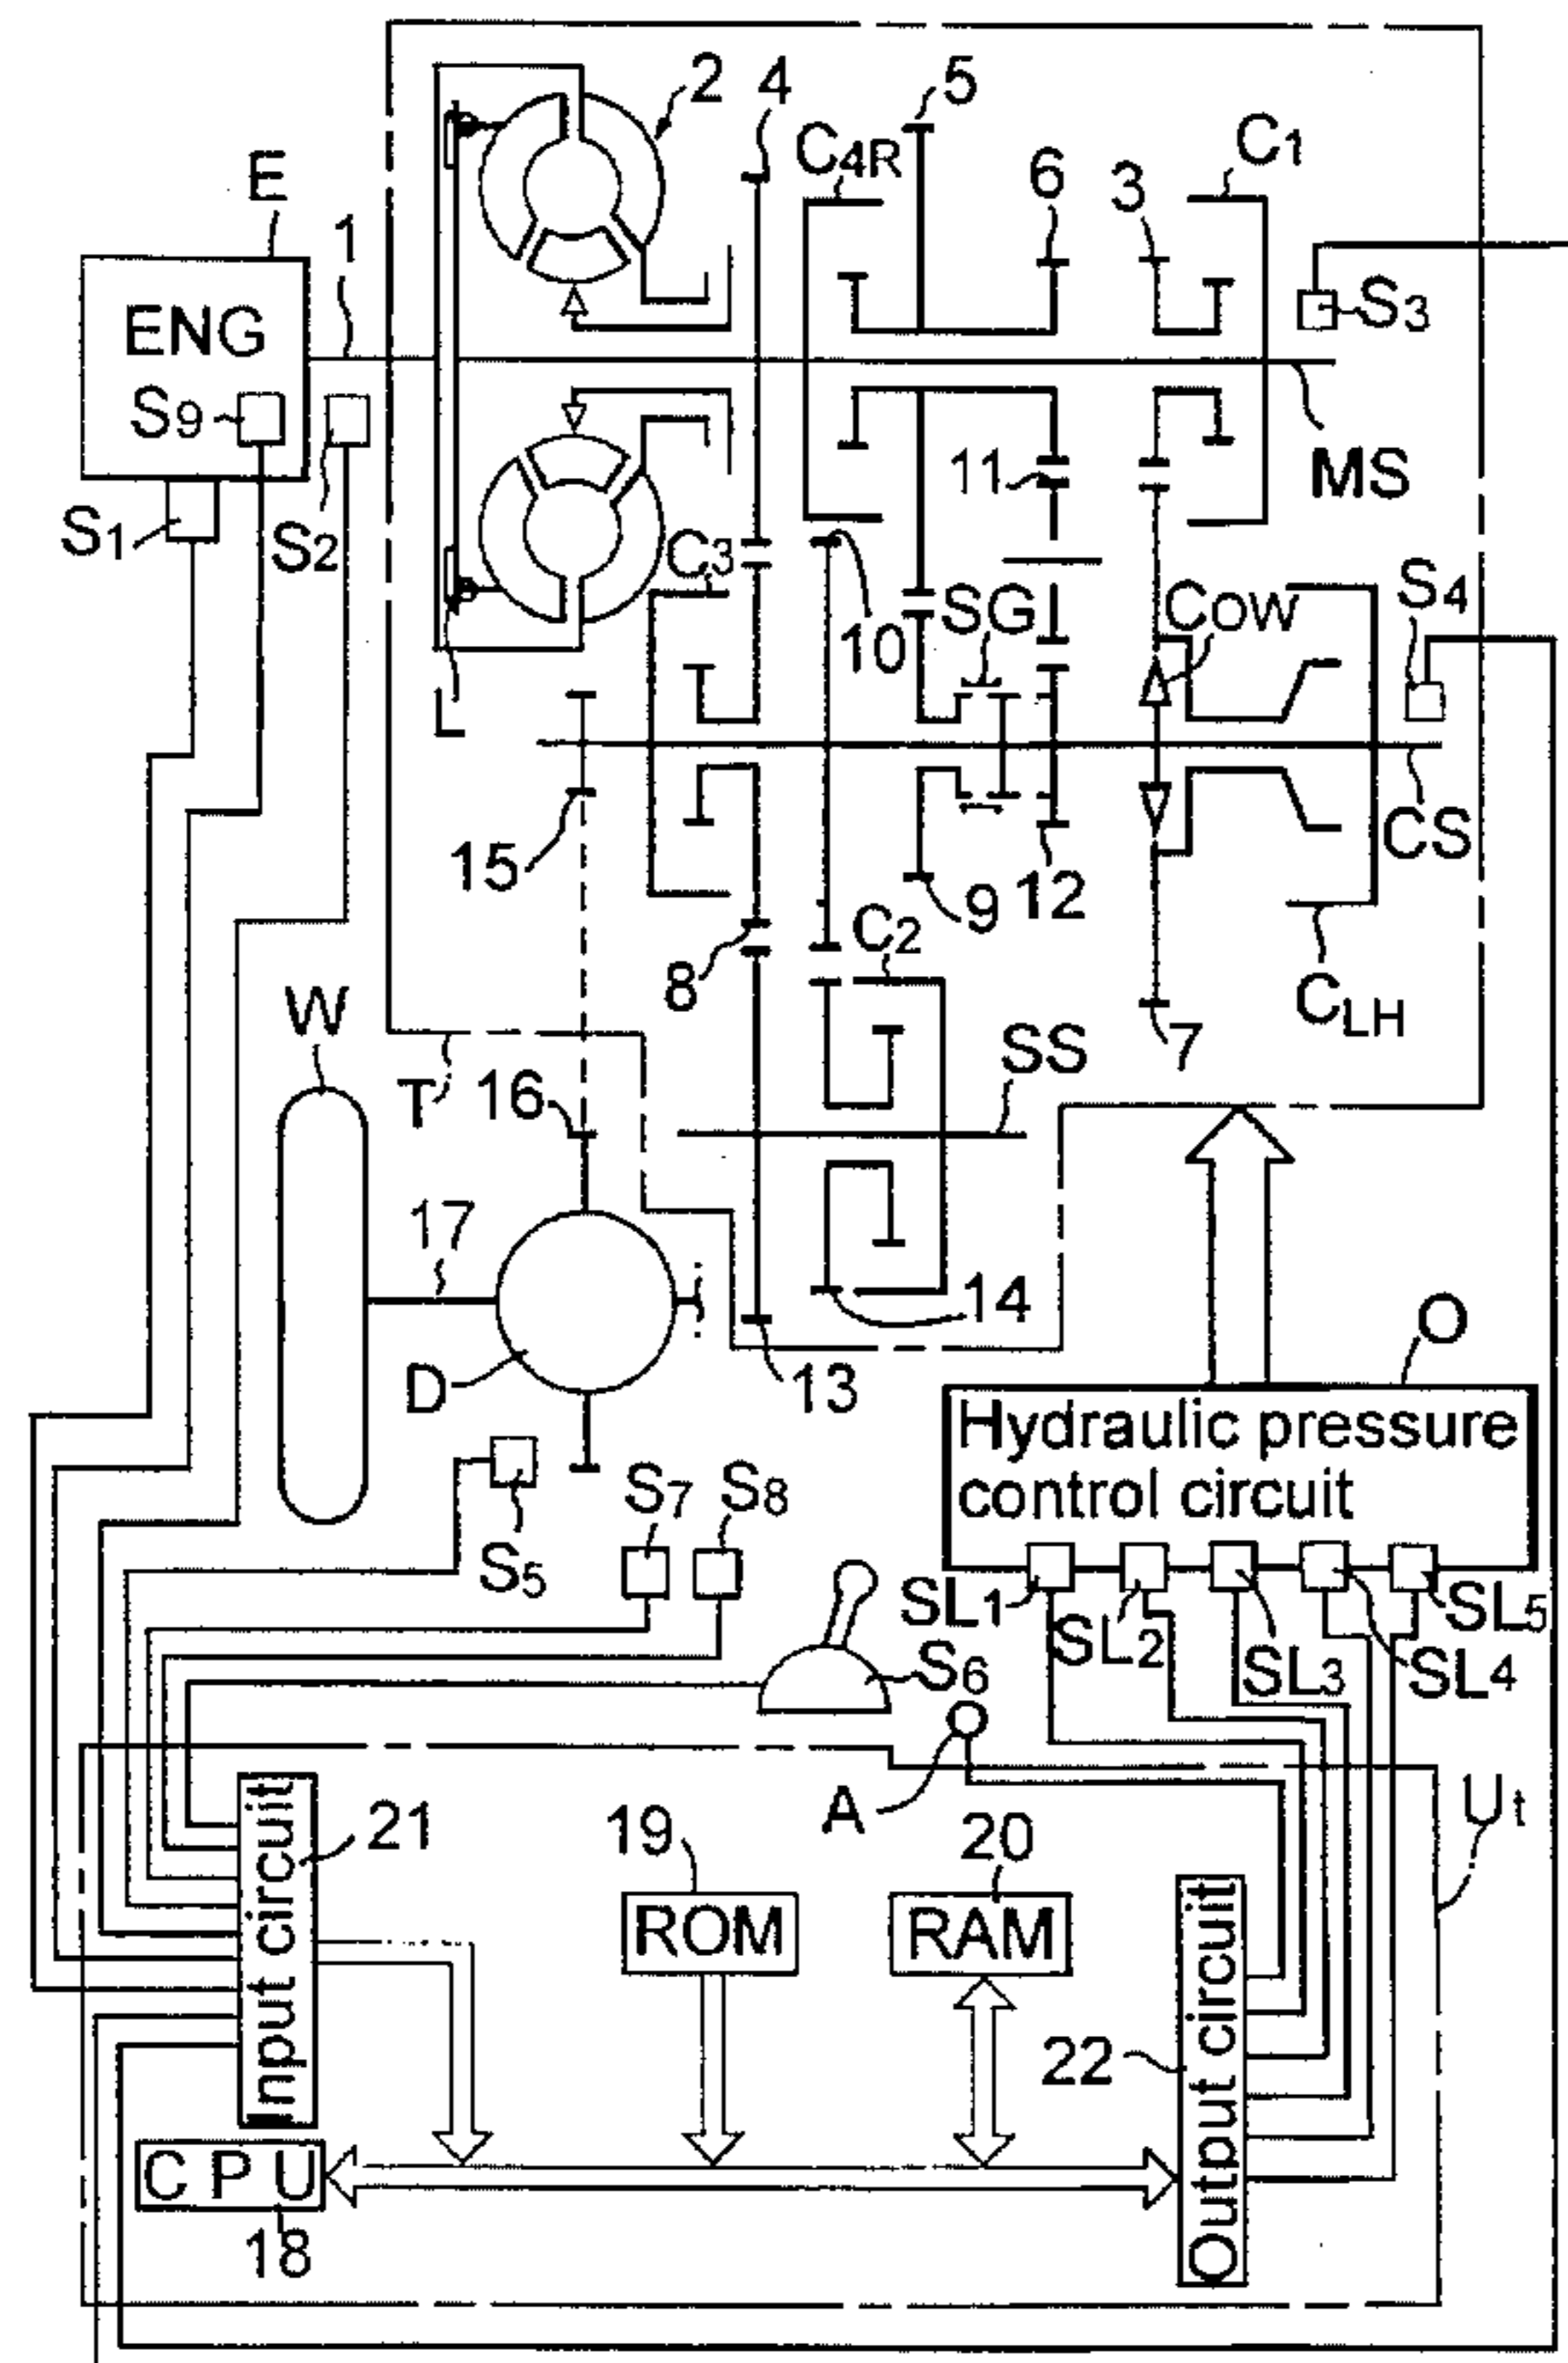 2
4
5
C4R
C1
E
6
3
1
ENG
S3
S9
11
MS
S1
S2
C3
S4
10
SG
COW
L
15
CS
9
12
C2
8
CLH
W
7
SS
T
16
17
14
O
D
13
Hydraulic pressure
control circuit
S7
S8
S5
SL1
SL2
SL5
S6
SL3
SL4
A
Ut
21
19
20
Input circuit
ROM
RAM
Output circuit
22
CPU
18